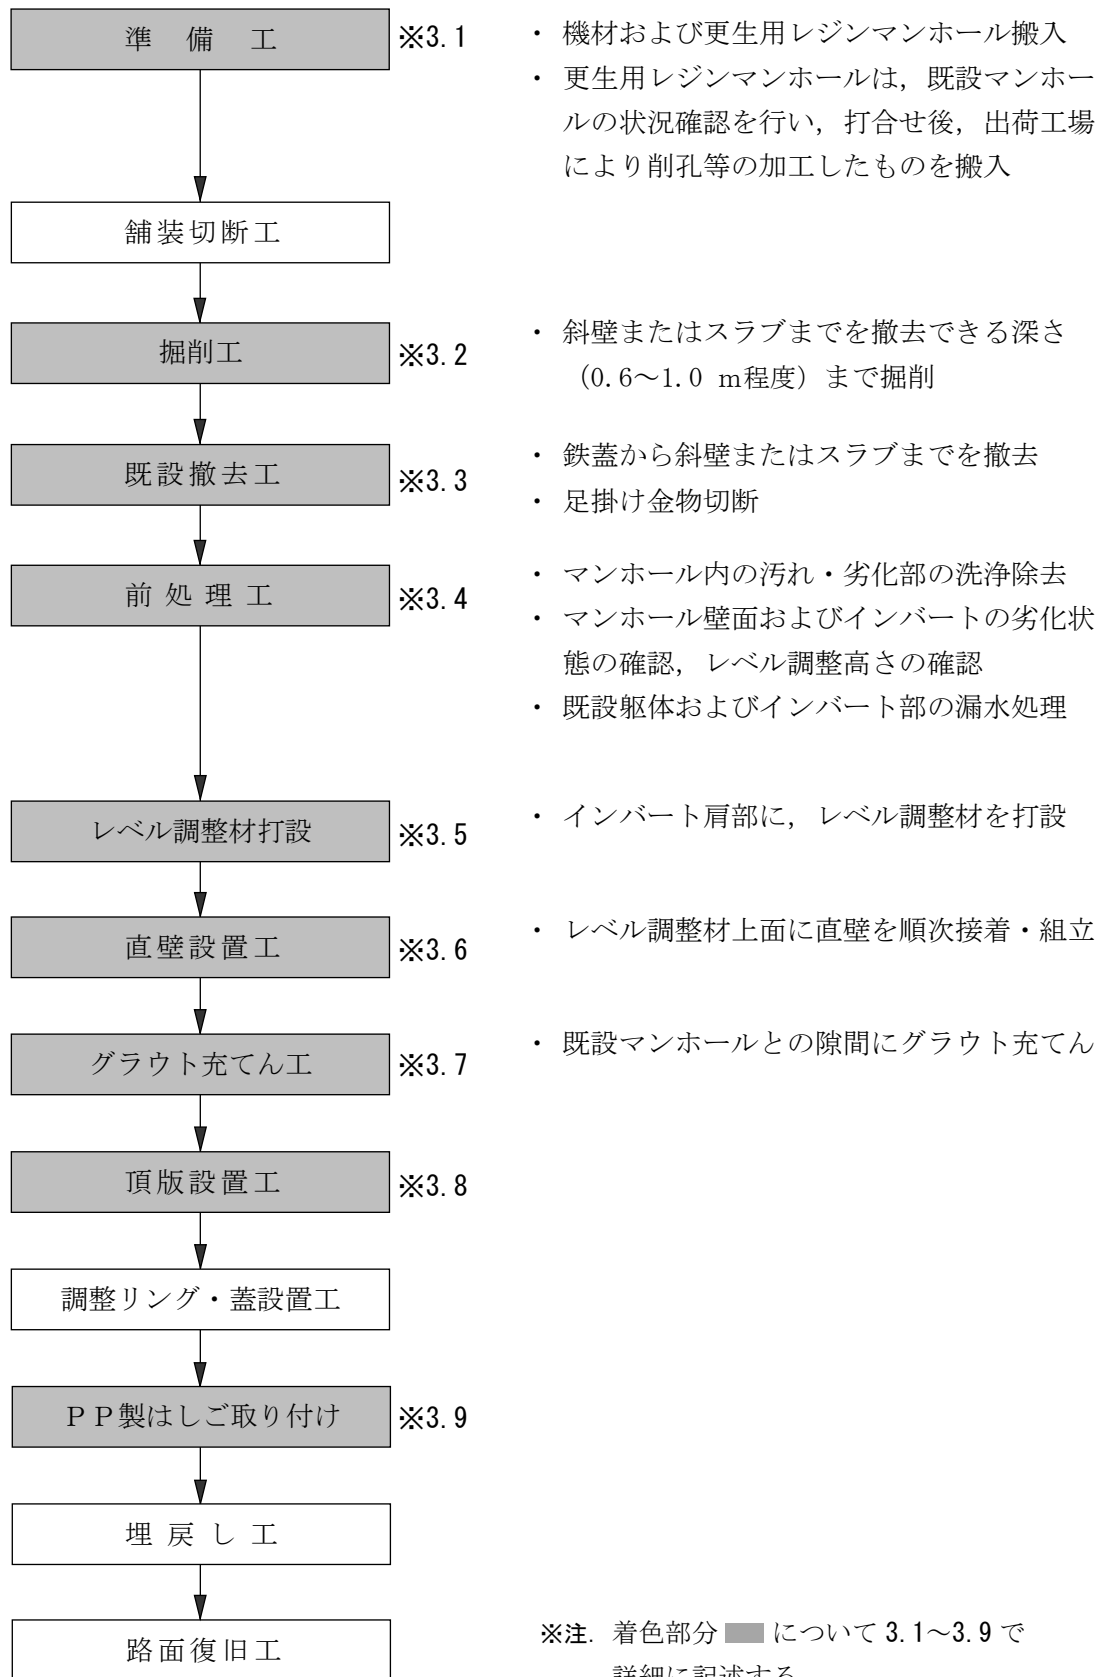 準 備 工 ※3.1
・ 機材および更生用レジンマンホール搬入
・ 更生用レジンマンホールは，既設マンホー
ルの状況確認を行い，打合せ後，出荷工場
により削孔等の加工したものを搬入
舗装切断工
掘削工 ※3.2
・ 斜壁またはスラブまでを撤去できる深さ
（0.6～1.0 m程度）まで掘削
既設撤去工 ※3.3
・ 鉄蓋から斜壁またはスラブまでを撤去
・ 足掛け金物切断
前処理工 ※3.4
・ マンホール内の汚れ・劣化部の洗浄除去
・ マンホール壁面およびインバートの劣化状
態の確認，レベル調整高さの確認
・ 既設躯体およびインバート部の漏水処理
レベル調整材打設 ※3.5
・ インバート肩部に，レベル調整材を打設
直壁設置工 ※3.6
・ レベル調整材上面に直壁を順次接着・組立
グラウト充てん工 ※3.7
・ 既設マンホールとの隙間にグラウト充てん
頂版設置工 ※3.8
調整リング・蓋設置工
ＰＰ製はしご取り付け ※3.9
埋戻し工
路面復旧工
※注. 着色部分 について 3.1～3.9 で
詳細に記述する